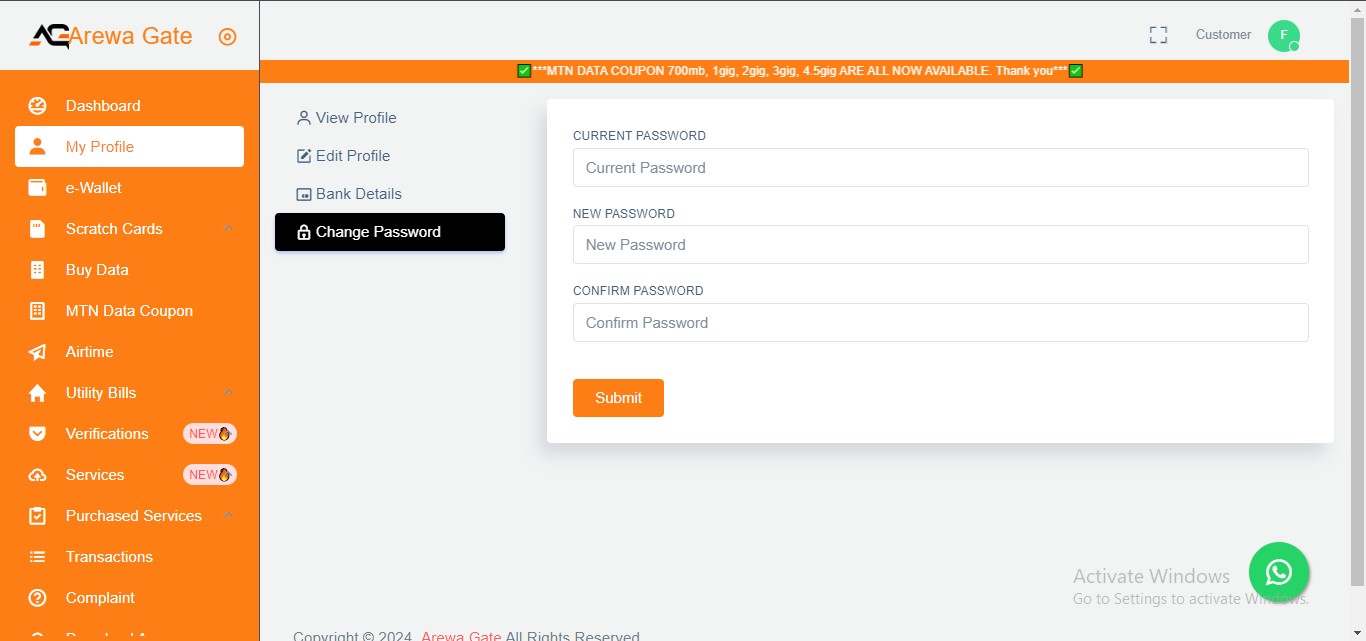 AG Arewa Gate
Customer
F
✅***MTN DATA COUPON 700mb, 1gig, 2gig, 3gig, 4.5gig ARE ALL NOW AVAILABLE. Thank you***✅
Dashboard
My Profile
e-Wallet
Scratch Cards
Buy Data
MTN Data Coupon
Airtime
Utility Bills
Verifications NEW🔥
Services NEW🔥
Purchased Services
Transactions
Complaint
View Profile
Edit Profile
Bank Details
Change Password
CURRENT PASSWORD
Current Password
NEW PASSWORD
New Password
CONFIRM PASSWORD
Confirm Password
Submit
Activate Windows
Go to Settings to activate Windows.
Copyright © 2024 Arewa Gate All Rights Reserved